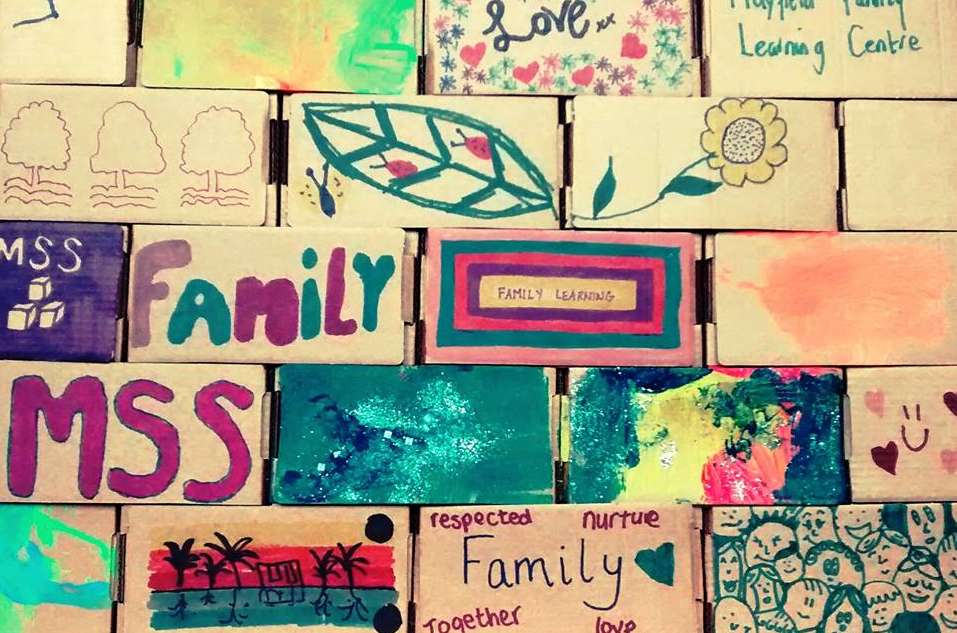 Love xx
Mayfield Family
Learning Centre
MSS
Family
FAMILY LEARNING
MSS
respected nurture
Family
Together love